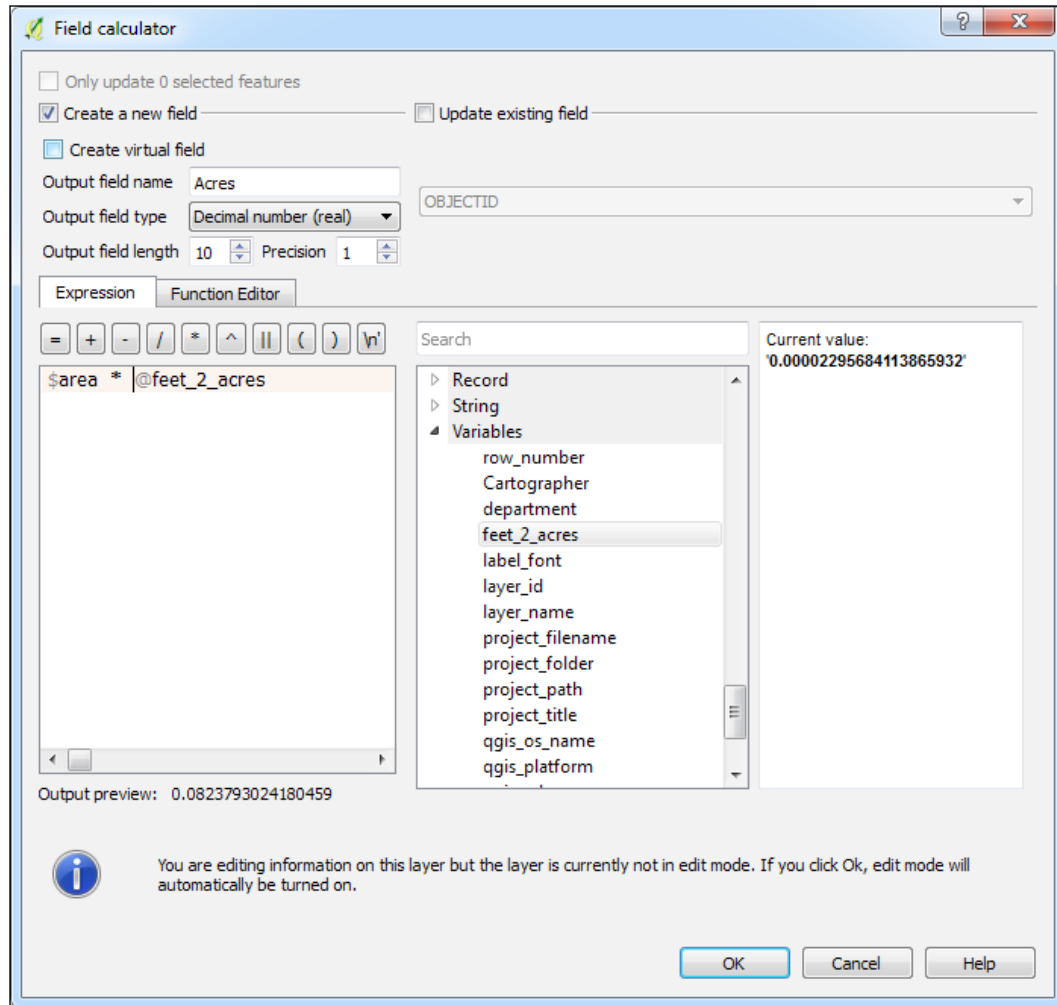 Field calculator
Only update 0 selected features
Create a new field
Update existing field
Create virtual field
Output field name Acres
OBJECTID
Output field type Decimal number (real)
Output field length 10 Precision 1
Expression Function Editor
= + - / * ^ || ( ) \n'
$area * @feet_2_acres
Search
Record
String
Variables
row_number
Cartographer
department
feet_2_acres
label_font
layer_id
layer_name
project_filename
project_folder
project_path
project_title
qgis_os_name
qgis_platform
Current value:
'0.00002295684113865932'
Output preview: 0.0823793024180459
You are editing information on this layer but the layer is currently not in edit mode. If you click Ok, edit mode will
automatically be turned on.
OK Cancel Help